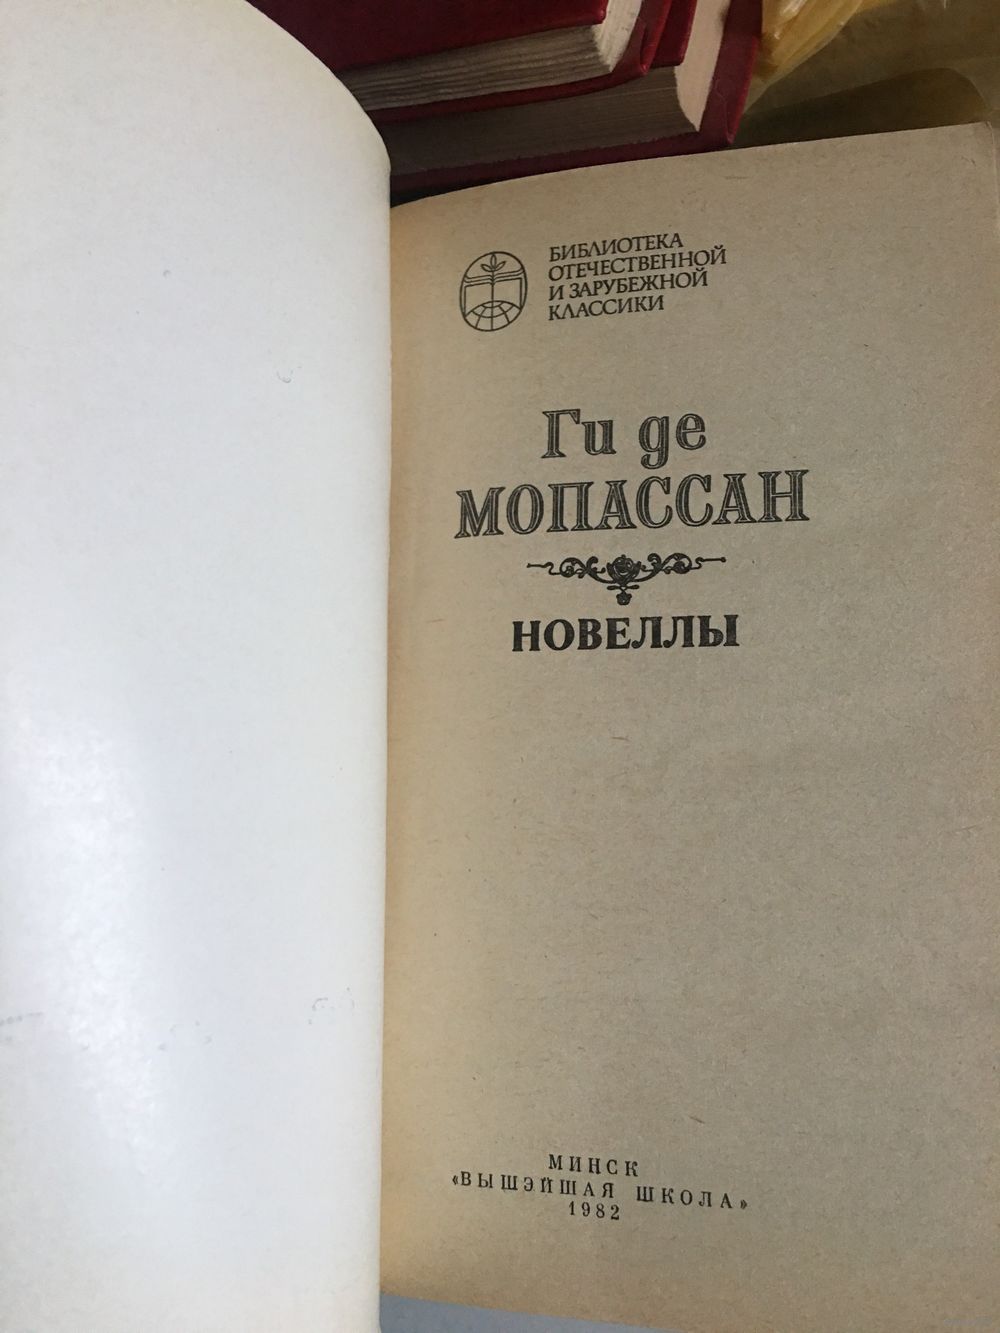 БИБЛИОТЕКА
ОТЕЧЕСТВЕННОЙ
И ЗАРУБЕЖНОЙ
КЛАССИКИ
Ги де
МОПАССАН
НОВЕЛЛЫ
МИНСК
«ВЫШЭЙШАЯ ШКОЛА»
1982